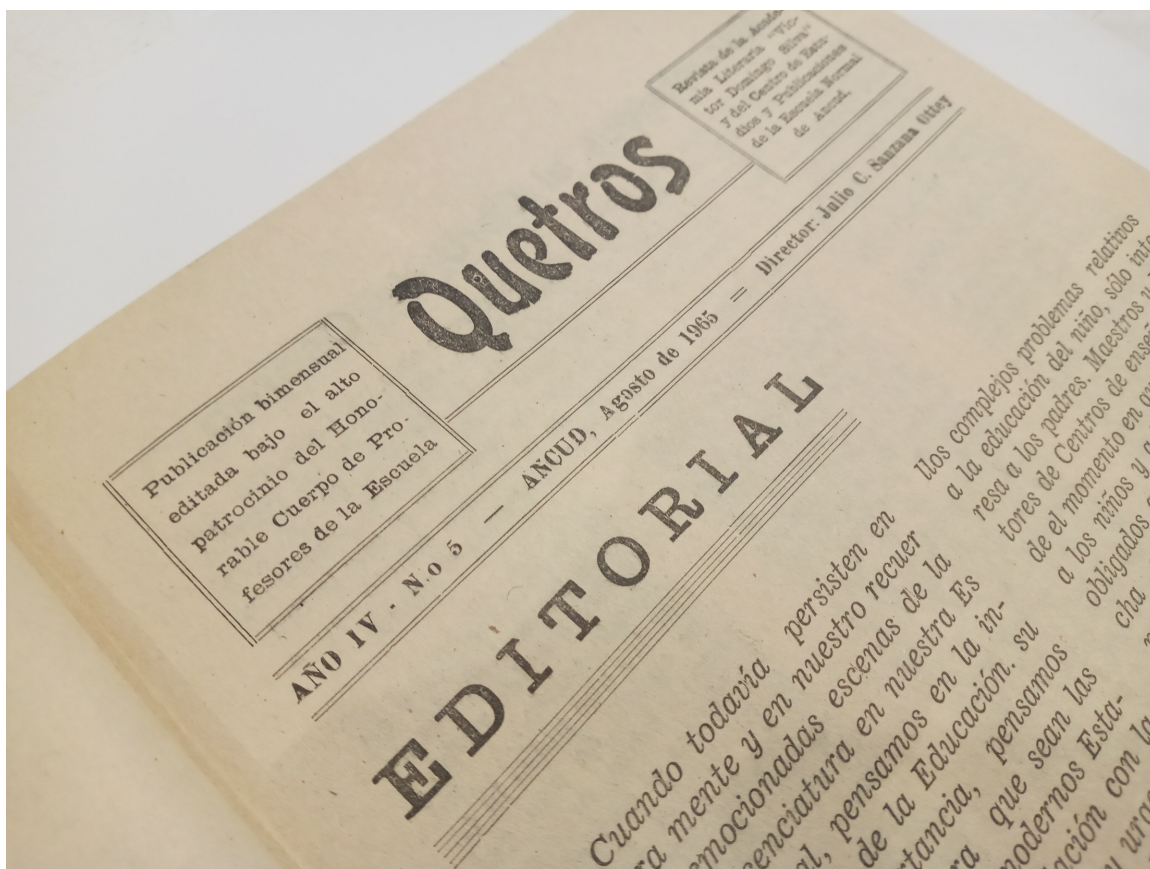 Publicación bimensual
editada bajo el alto
patrocinio del Hono-
rable Cuerpo de Pro-
fesores de la Escuela
Quetros
Revista de la Acade-
mia Literaria "Víc-
tor Domingo Silva"
y del Centro de Estu-
dios y Publicaciones
de la Escuela Normal
de Ancud.
AÑO IV - N.o 5 — ANCUD, Agosto de 1965 = Director: Julio C. Sanzana Ottey
EDITORIAL
Cuando todavía persisten en
mente y en nuestro recuer
emocionadas escenas de la
en nuestra Es
pensamos en la in-
de la Educación. su
pensamos
que sean las
modernos Esta-
con la
llos complejos problemas relativos
a la educación del niño, sólo
resa a los padres. Maestros
tores de Centros de
de el momento en
a los niños y
obligados
cha